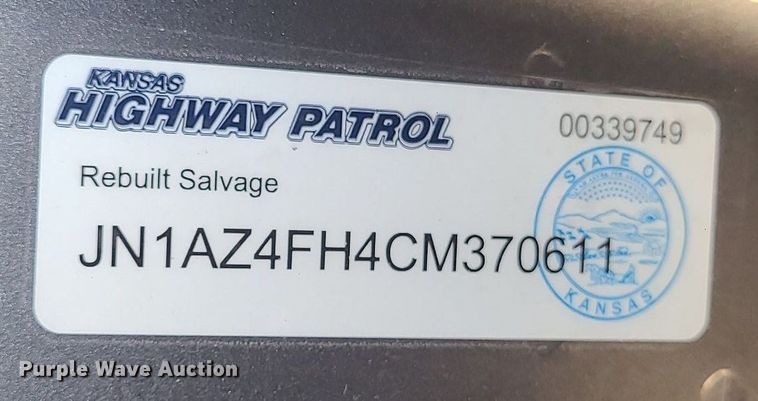 KANSAS
HIGHWAY PATROL
00339749
Rebuilt Salvage
JN1AZ4FH4CM370611
STATE OF
KANSAS
Purple Wave Auction